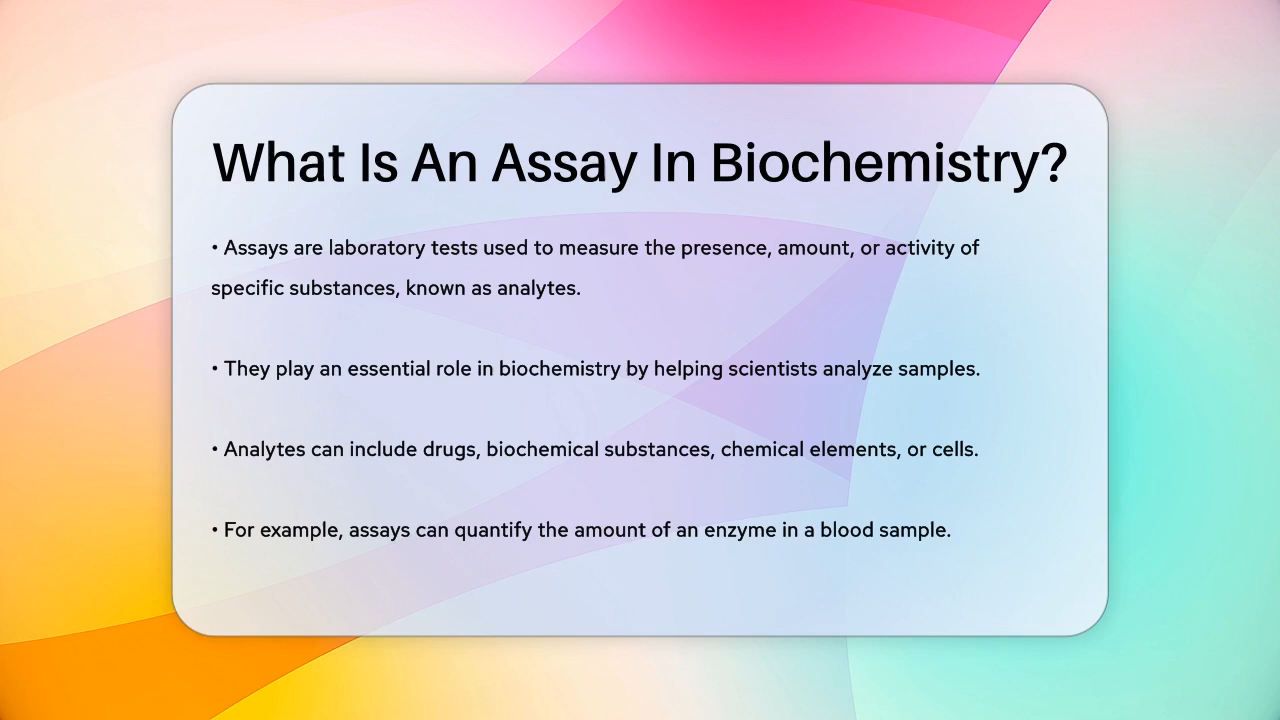 What Is An Assay In Biochemistry?
• Assays are laboratory tests used to measure the presence, amount, or activity of
specific substances, known as analytes.
• They play an essential role in biochemistry by helping scientists analyze samples.
• Analytes can include drugs, biochemical substances, chemical elements, or cells.
• For example, assays can quantify the amount of an enzyme in a blood sample.